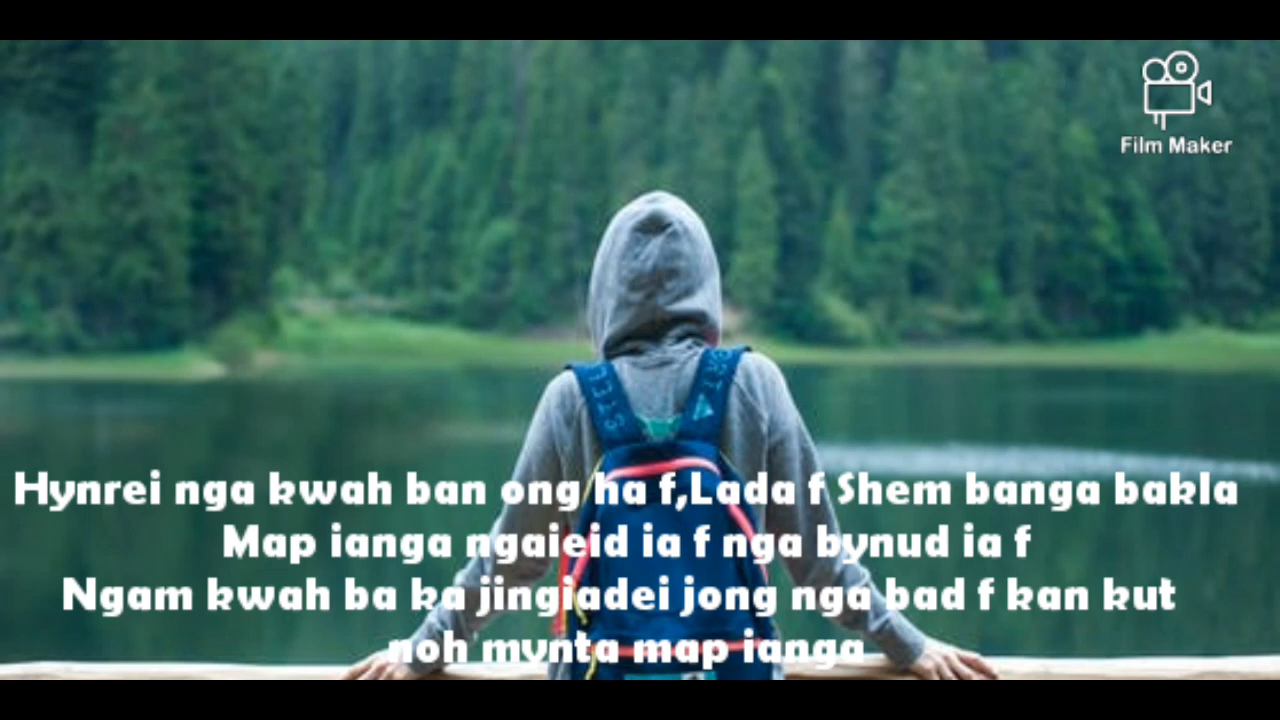 Film Maker
Hynrei nga kwah ban ong ha f,Lada f Shem banga bakla
Map ianga ngaieid ia f nga bynud ia f
Ngam kwah ba ka jingiadei jong nga bad f kan kut
noh mynta map ianga